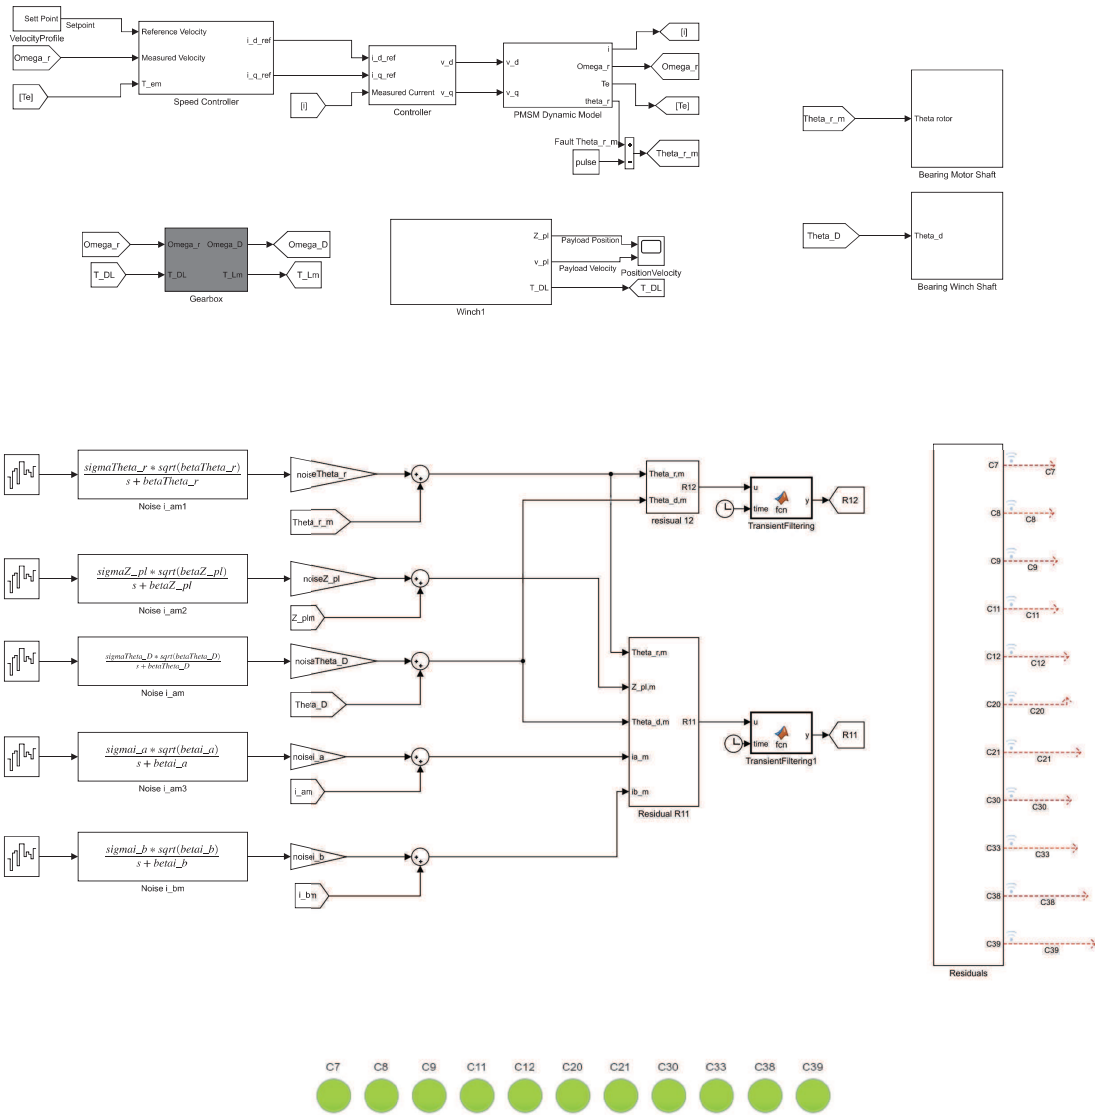 Sett Point
Setpoint
VelocityProfile
Omega_r
[Te]
Reference Velocity
Measured Velocity
T_em
i_d_ref
i_q_ref
Speed Controller
[i]
i_d_ref
i_q_ref
Measured Current
v_d
v_q
Controller
v_d
v_q
i
Omega_r
Te
theta_r
PMSM Dynamic Model
[i]
Omega_r
[Te]
Fault Theta_r_m
pulse
Theta_r_m
Theta_r_m
Theta rotor
Bearing Motor Shaft
Theta_D
Theta_d
Bearing Winch Shaft
Omega_r
T_DL
Omega_r
Omega_D
T_DL
T_Lm
Gearbox
Omega_D
T_Lm
Z_pl
v_pl
T_DL
Winch1
Payload Position
Payload Velocity
PositionVelocity
T_DL
sigmaTheta_r * sqrt(betaTheta_r)
s + betaTheta_r
Noise i_am1
noiseTheta_r
Theta_r_m
Theta_r,m
R12
Theta_d,m
resisual 12
u
time
fcn
y
TransientFiltering
R12
sigmaZ_pl * sqrt(betaZ_pl)
s + betaZ_pl
Noise i_am2
noiseZ_pl
Z_plm
sigmaTheta_D * sqrt(betaTheta_D)
s + betaTheta_D
Noise i_am
noiseTheta_D
Theta_D
sigmai_a * sqrt(betai_a)
s + betai_a
Noise i_am3
noisei_a
i_am
sigmai_b * sqrt(betai_b)
s + betai_b
Noise i_bm
noisei_b
i_bm
Theta_r,m
Z_pl,m
Theta_d,m
R11
ia_m
ib_m
Residual R11
u
time
fcn
y
TransientFiltering1
R11
C7
C7
C8
C8
C9
C9
C11
C11
C12
C12
C20
C20
C21
C21
C30
C30
C33
C33
C38
C38
C39
C39
Residuals
C7 C8 C9 C11 C12 C20 C21 C30 C33 C38 C39